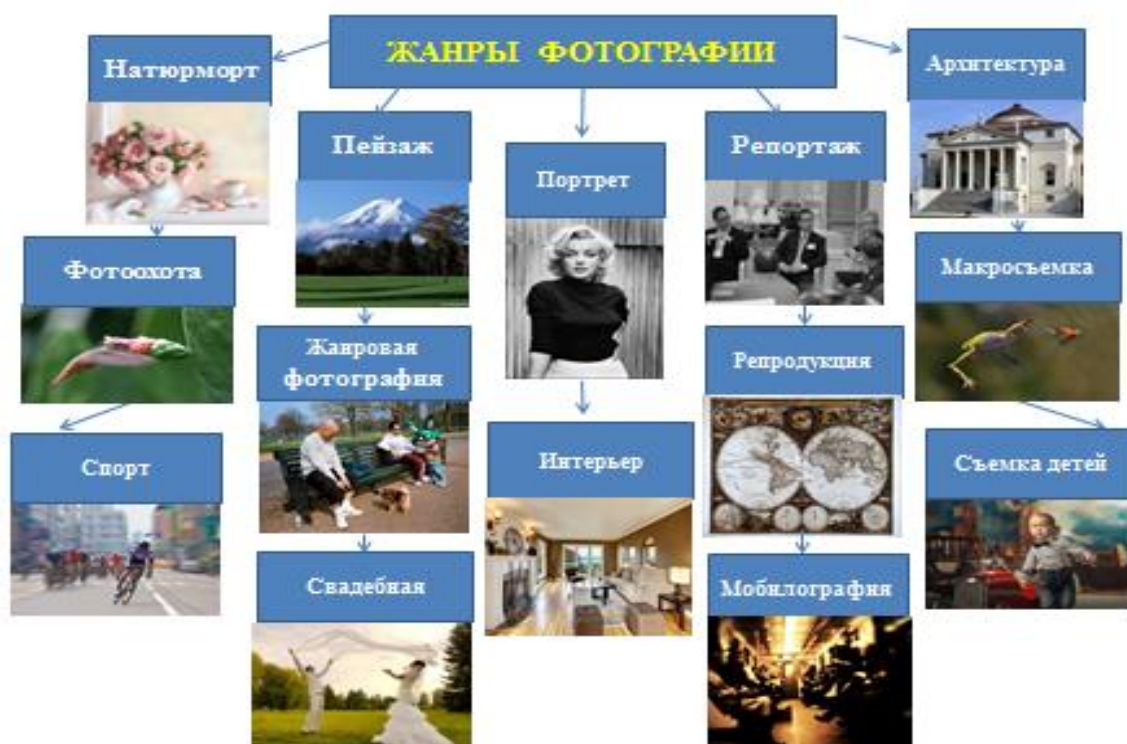 ЖАНРЫ ФОТОГРАФИИ
Натюрморт
Архитектура
Пейзаж
Репортаж
Портрет
Фотоохота
Макросъемка
Жанровая
фотография
Репродукция
Спорт
Интерьер
Съемка детей
Свадебная
Мобилография